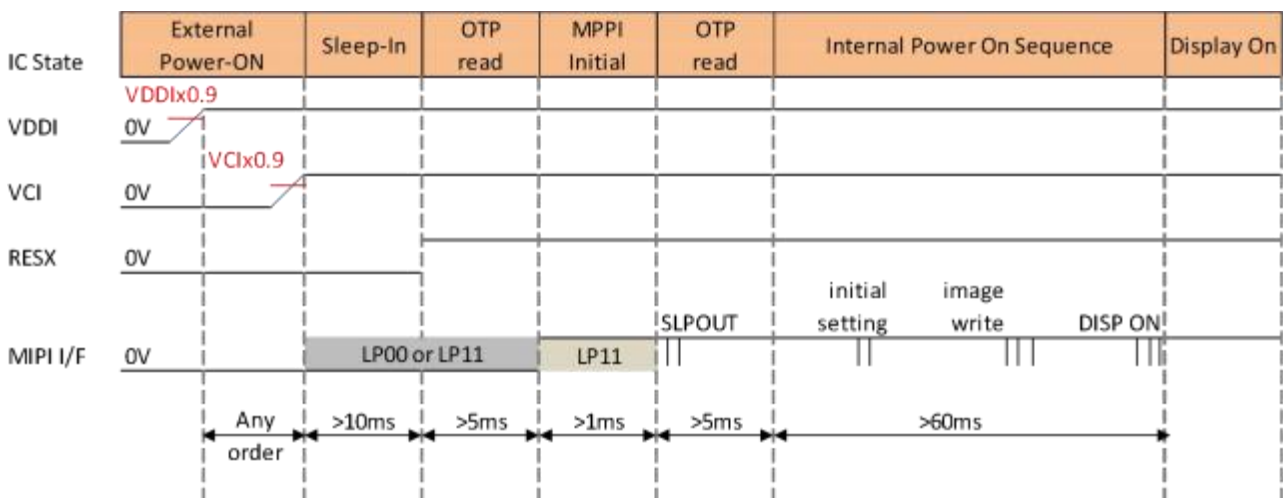 IC State
External
Power-ON
Sleep-In
OTP
read
MPPI
Initial
OTP
read
Internal Power On Sequence
Display On
VDDIx0.9
VDDI
0V
VCIx0.9
VCI
0V
RESX
0V
initial
setting
image
write
SLPOUT
DISP ON
MIPI I/F
0V
LP00 or LP11
LP11
Any
order
>10ms
>5ms
>1ms
>5ms
>60ms